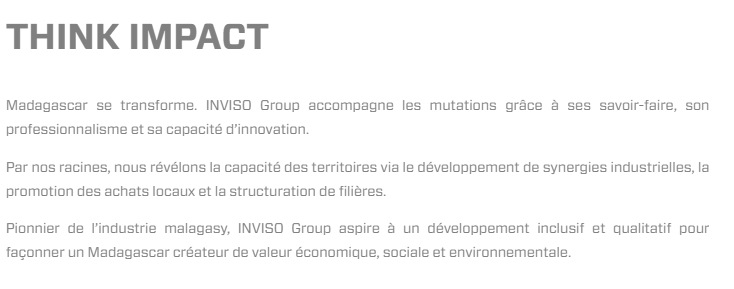 THINK IMPACT
Madagascar se transforme. INVISO Group accompagne les mutations grâce à ses savoir-faire, son
professionnalisme et sa capacité d'innovation.
Par nos racines, nous révélons la capacité des territoires via le développement de synergies industrielles, la
promotion des achats locaux et la structuration de filières.
Pionnier de l'industrie malagasy, INVISO Group aspire à un développement inclusif et qualitatif pour
façonner un Madagascar créateur de valeur économique, sociale et environnementale.